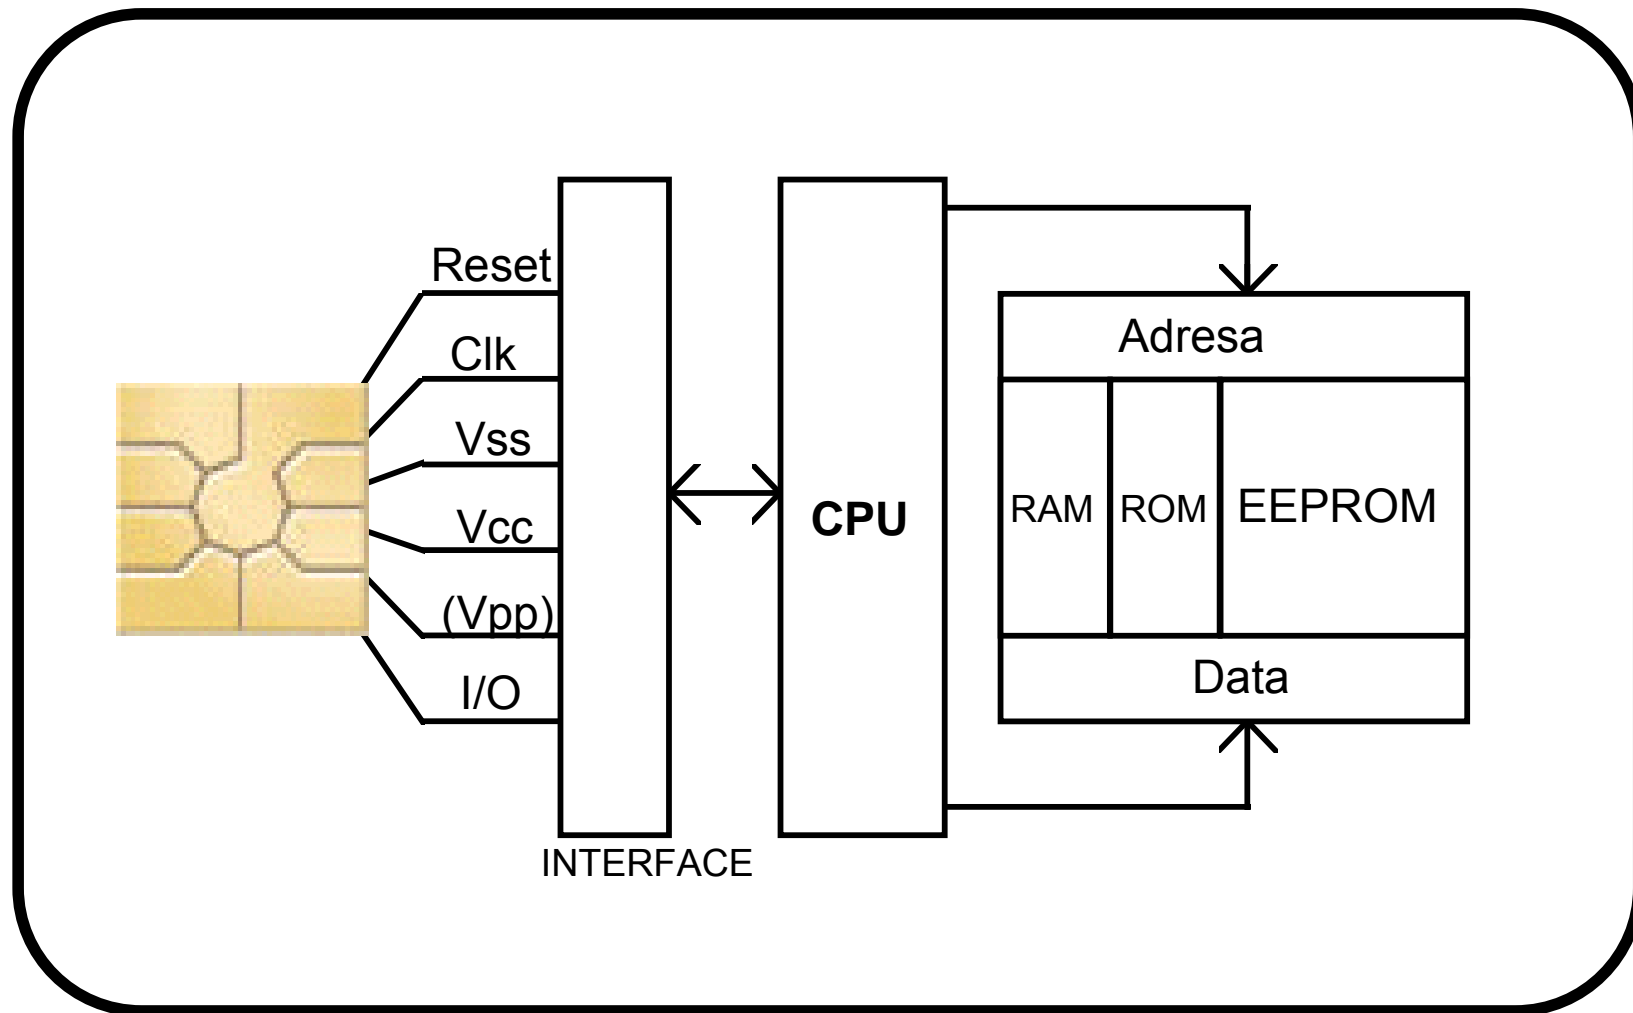 Reset
Clk
Vss
Vcc
(Vpp)
I/O
INTERFACE
CPU
Adresa
RAM
ROM
EEPROM
Data